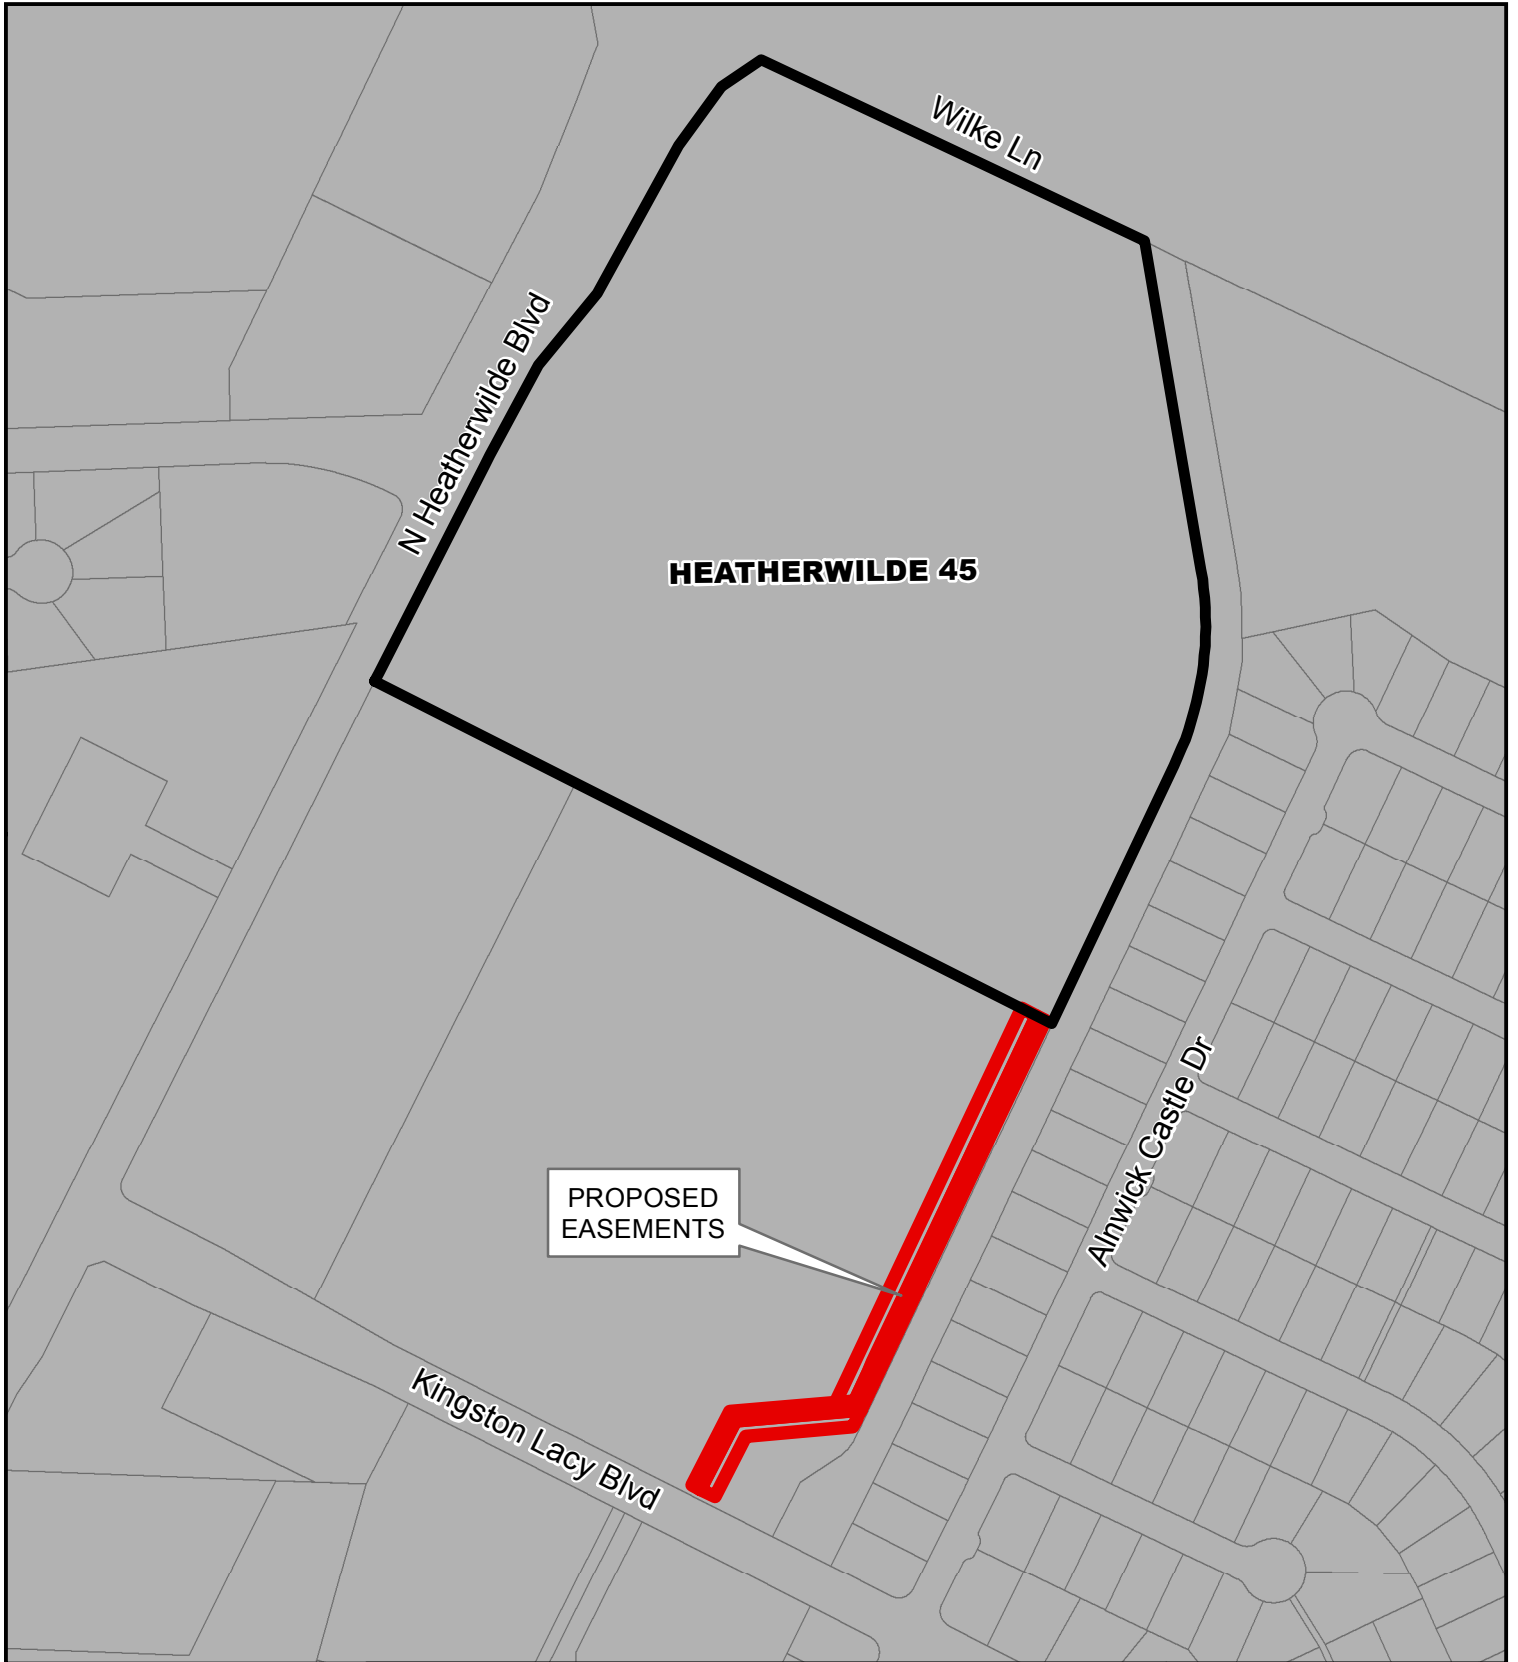 Wilke Ln
N Heatherwilde Blvd
HEATHERWILDE 45
Alnwick Castle Dr
PROPOSED
EASEMENTS
Kingston Lacy Blvd